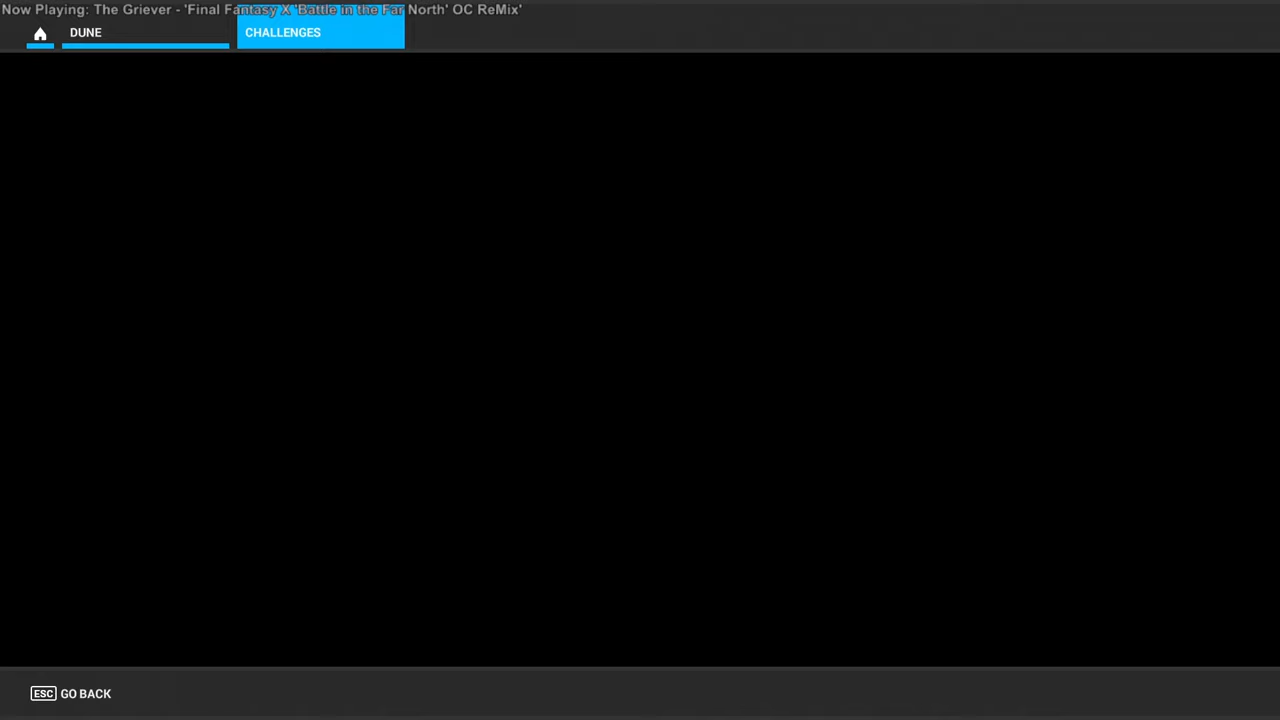 Now Playing: The Griever - 'Final Fantasy X 'Battle in the Far North' OC ReMix'
DUNE
CHALLENGES
ESC GO BACK